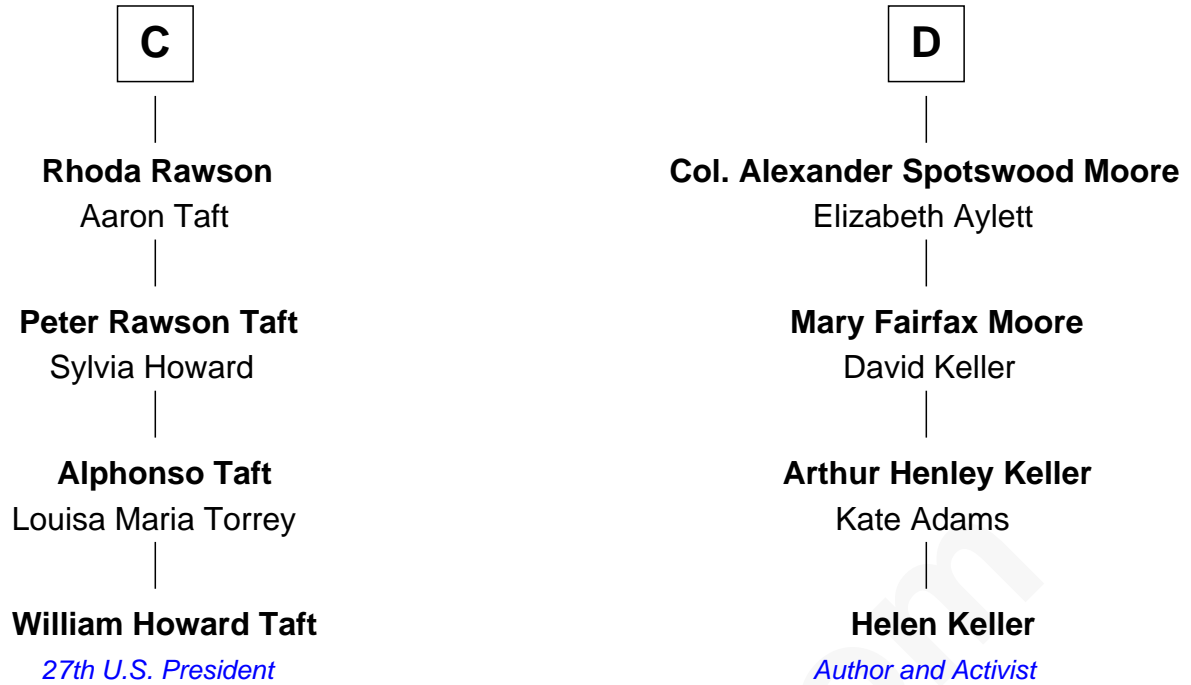 C
Rhoda Rawson
Aaron Taft
Peter Rawson Taft
Sylvia Howard
Alphonso Taft
Louisa Maria Torrey
William Howard Taft
27th U.S. President
D
Col. Alexander Spotswood Moore
Elizabeth Aylett
Mary Fairfax Moore
David Keller
Arthur Henley Keller
Kate Adams
Helen Keller
Author and Activist